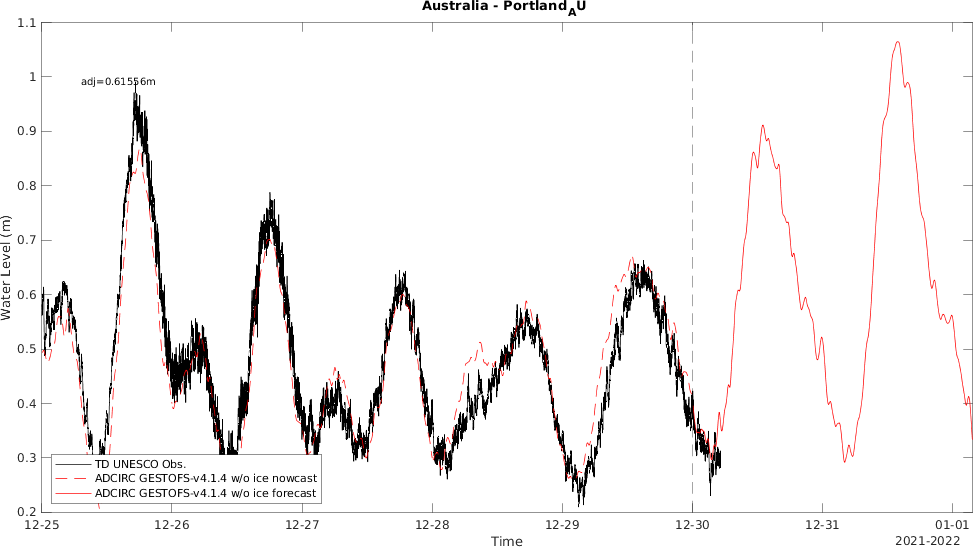 Australia - Portland_AU
1.1
1
0.9
0.8
0.7
0.6
0.5
0.4
0.3
0.2
Water Level (m)
adj=0.61556m
TD UNESCO Obs.
ADCIRC GESTOFS-v4.1.4 w/o ice nowcast
ADCIRC GESTOFS-v4.1.4 w/o ice forecast
12-25 12-26 12-27 12-28 12-29 12-30 12-31 01-01
Time
2021-2022